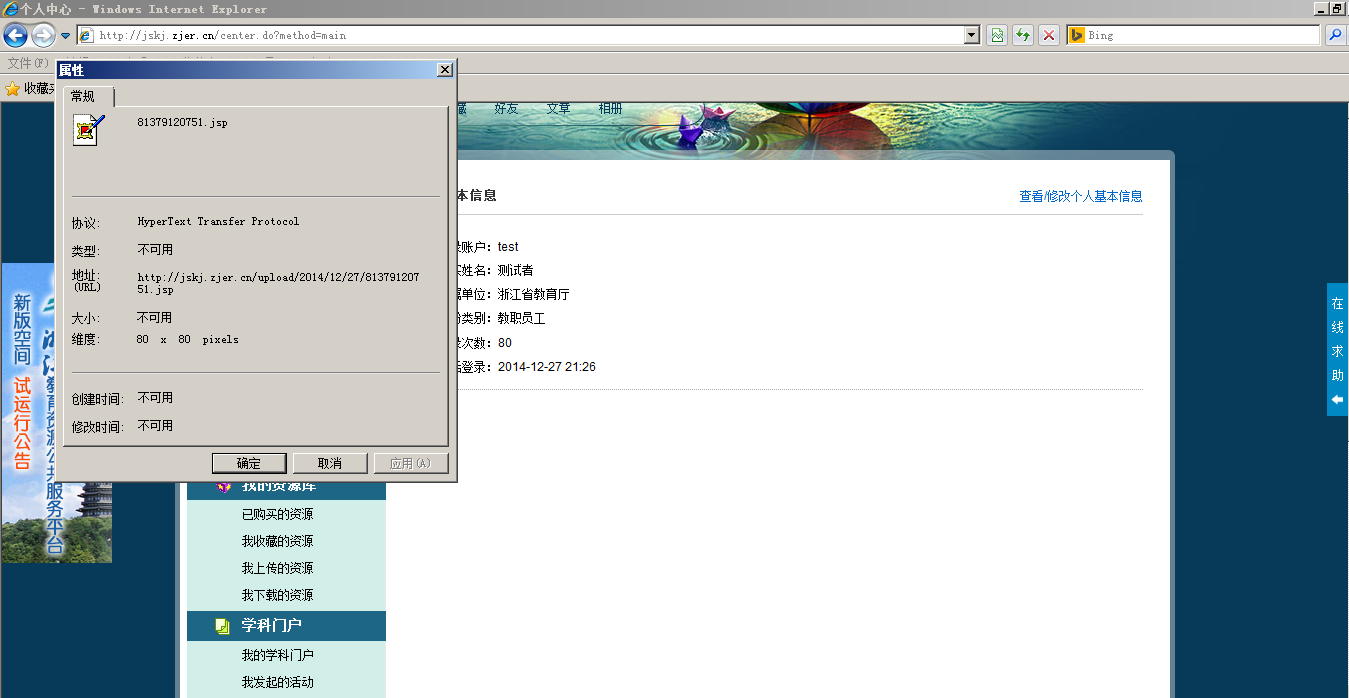 个人中心 - Windows Internet Explorer
http://jskj.zjer.cn/center.do?method=main
Bing
文件(F)
收藏
属性
常规
81379120751.jsp
协议: HyperText Transfer Protocol
类型: 不可用
地址: (URL) http://jskj.zjer.cn/upload/2014/12/27/813791207
51.jsp
大小: 不可用
维度: 80 x 80 pixels
创建时间: 不可用
修改时间: 不可用
确定 取消 应用(A)
好友 文章 相册
本信息 查看/修改个人基本信息
账户：test
姓名：测试者
单位：浙江省教育厅
类别：教职员工
次数：80
登录：2014-12-27 21:26
新版空间
试运行公告
教育资源公共服务平台
在线求助
我的资源库
已购买的资源
我收藏的资源
我上传的资源
我下载的资源
学科门户
我的学科门户
我发起的活动